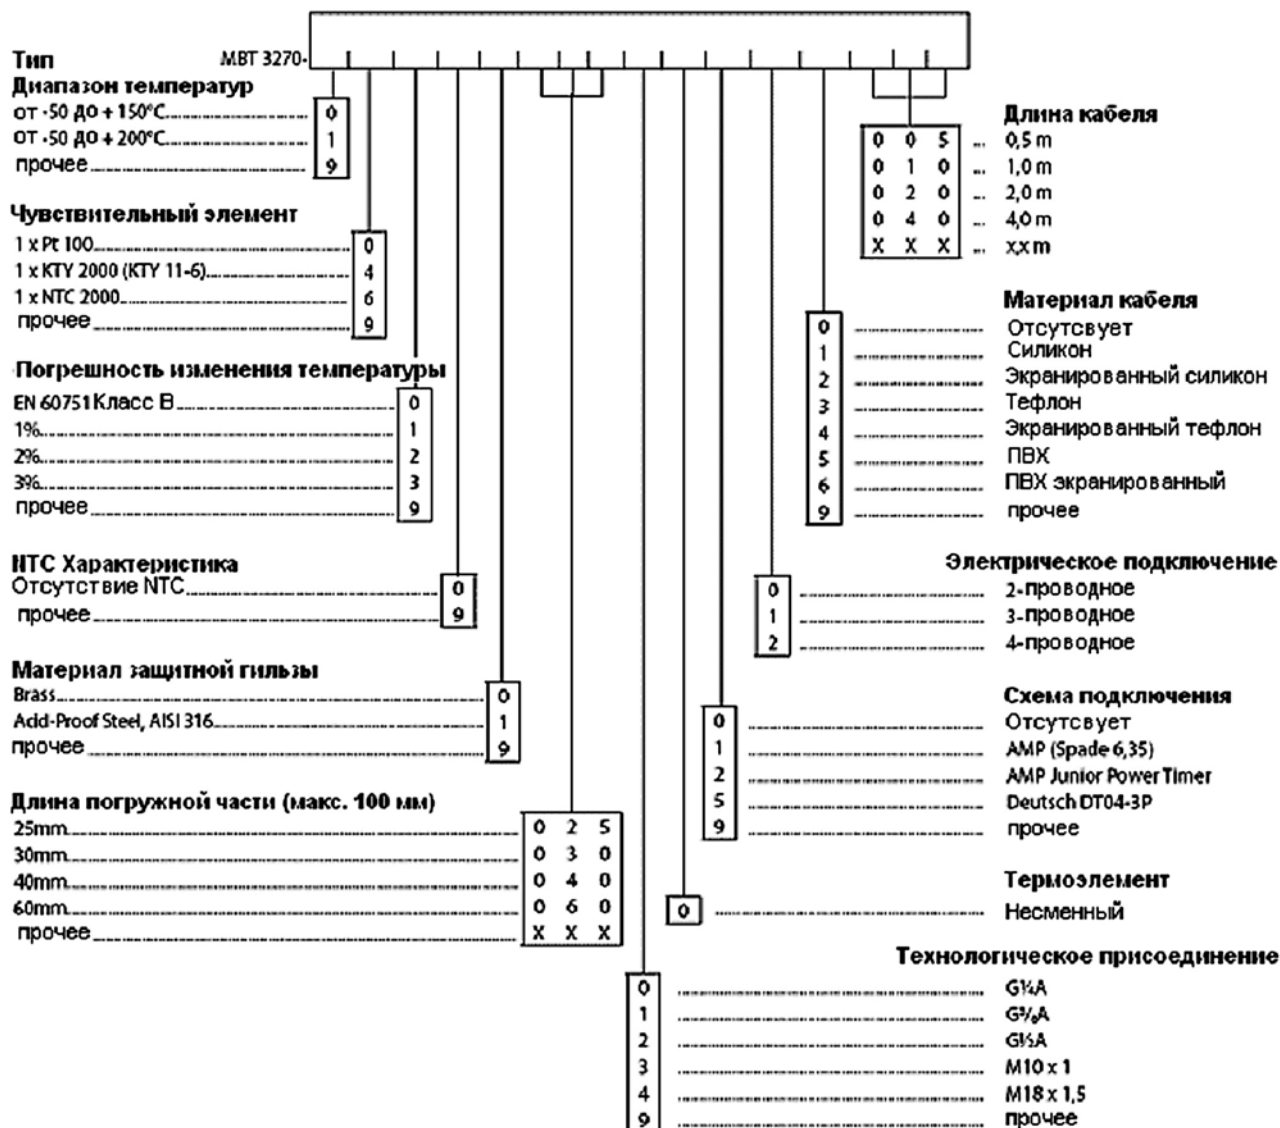 Тип МВТ 3270-
Диапазон температур
от -50 до + 150°C 0
от -50 до + 200°C 1
прочее 9
Чувствительный элемент
1 x Pt 100 0
1 x KTY 2000 (KTY 11-6) 4
1 x NTC 2000 6
прочее 9
Погрешность изменения температуры
EN 60751 Класс В 0
1% 1
2% 2
3% 3
прочее 9
NTC Характеристика
Отсутствие NTC 0
прочее 9
Материал защитной гильзы
Brass 0
Acid-Proof Steel, AISI 316 1
прочее 9
Длина погружной части (макс. 100 мм)
25mm 0 2 5
30mm 0 3 0
40mm 0 4 0
60mm 0 6 0
прочее X X X
Длина кабеля
0 0 5 ... 0,5 m
0 1 0 ... 1,0 m
0 2 0 ... 2,0 m
0 4 0 ... 4,0 m
X X X ... x,x m
Материал кабеля
0 Отсутсвует
1 Силикон
2 Экранированный силикон
3 Тефлон
4 Экранированный тефлон
5 ПВХ
6 ПВХ экранированный
9 прочее
Электрическое подключение
0 2-проводное
1 3-проводное
2 4-проводное
Схема подключения
0 Отсутсвует
1 AMP (Spade 6,35)
2 AMP Junior Power Timer
5 Deutsch DT04-3P
9 прочее
Термоэлемент
0 Несменный
Технологическое присоединение
0 G¼A
1 G³/₈A
2 G½A
3 M10 x 1
4 M18 x 1,5
9 прочее